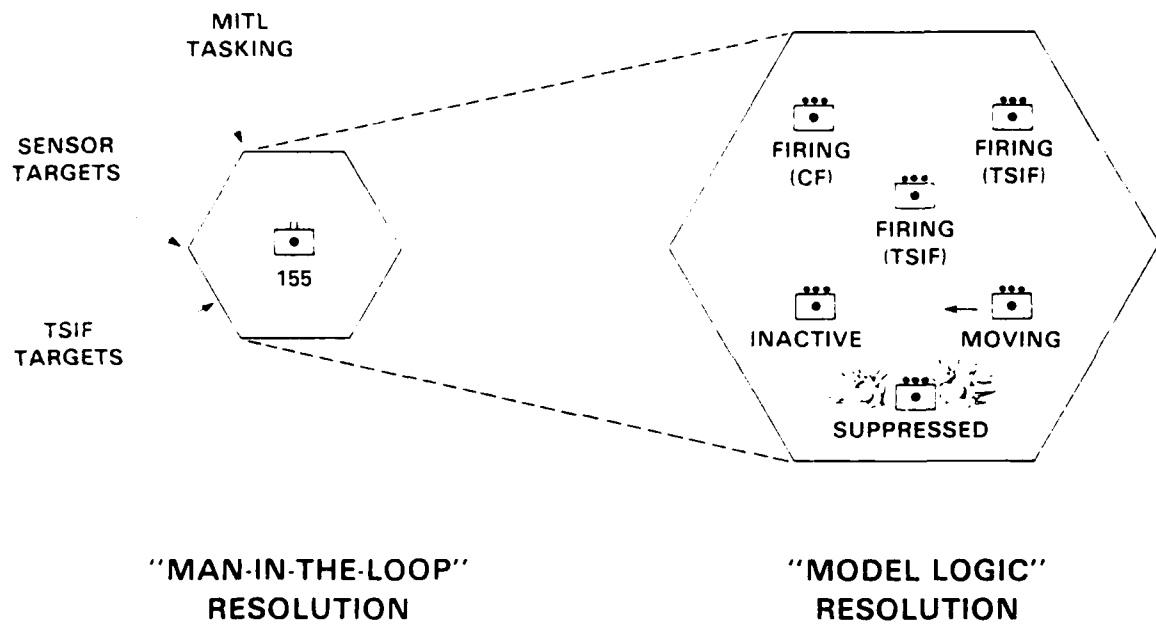 MITL
TASKING
SENSOR
TARGETS
TSIF
TARGETS
155
FIRING
(CF)
FIRING
(TSIF)
FIRING
(TSIF)
INACTIVE
MOVING
SUPPRESSED
"MAN-IN-THE-LOOP"
RESOLUTION
"MODEL LOGIC"
RESOLUTION